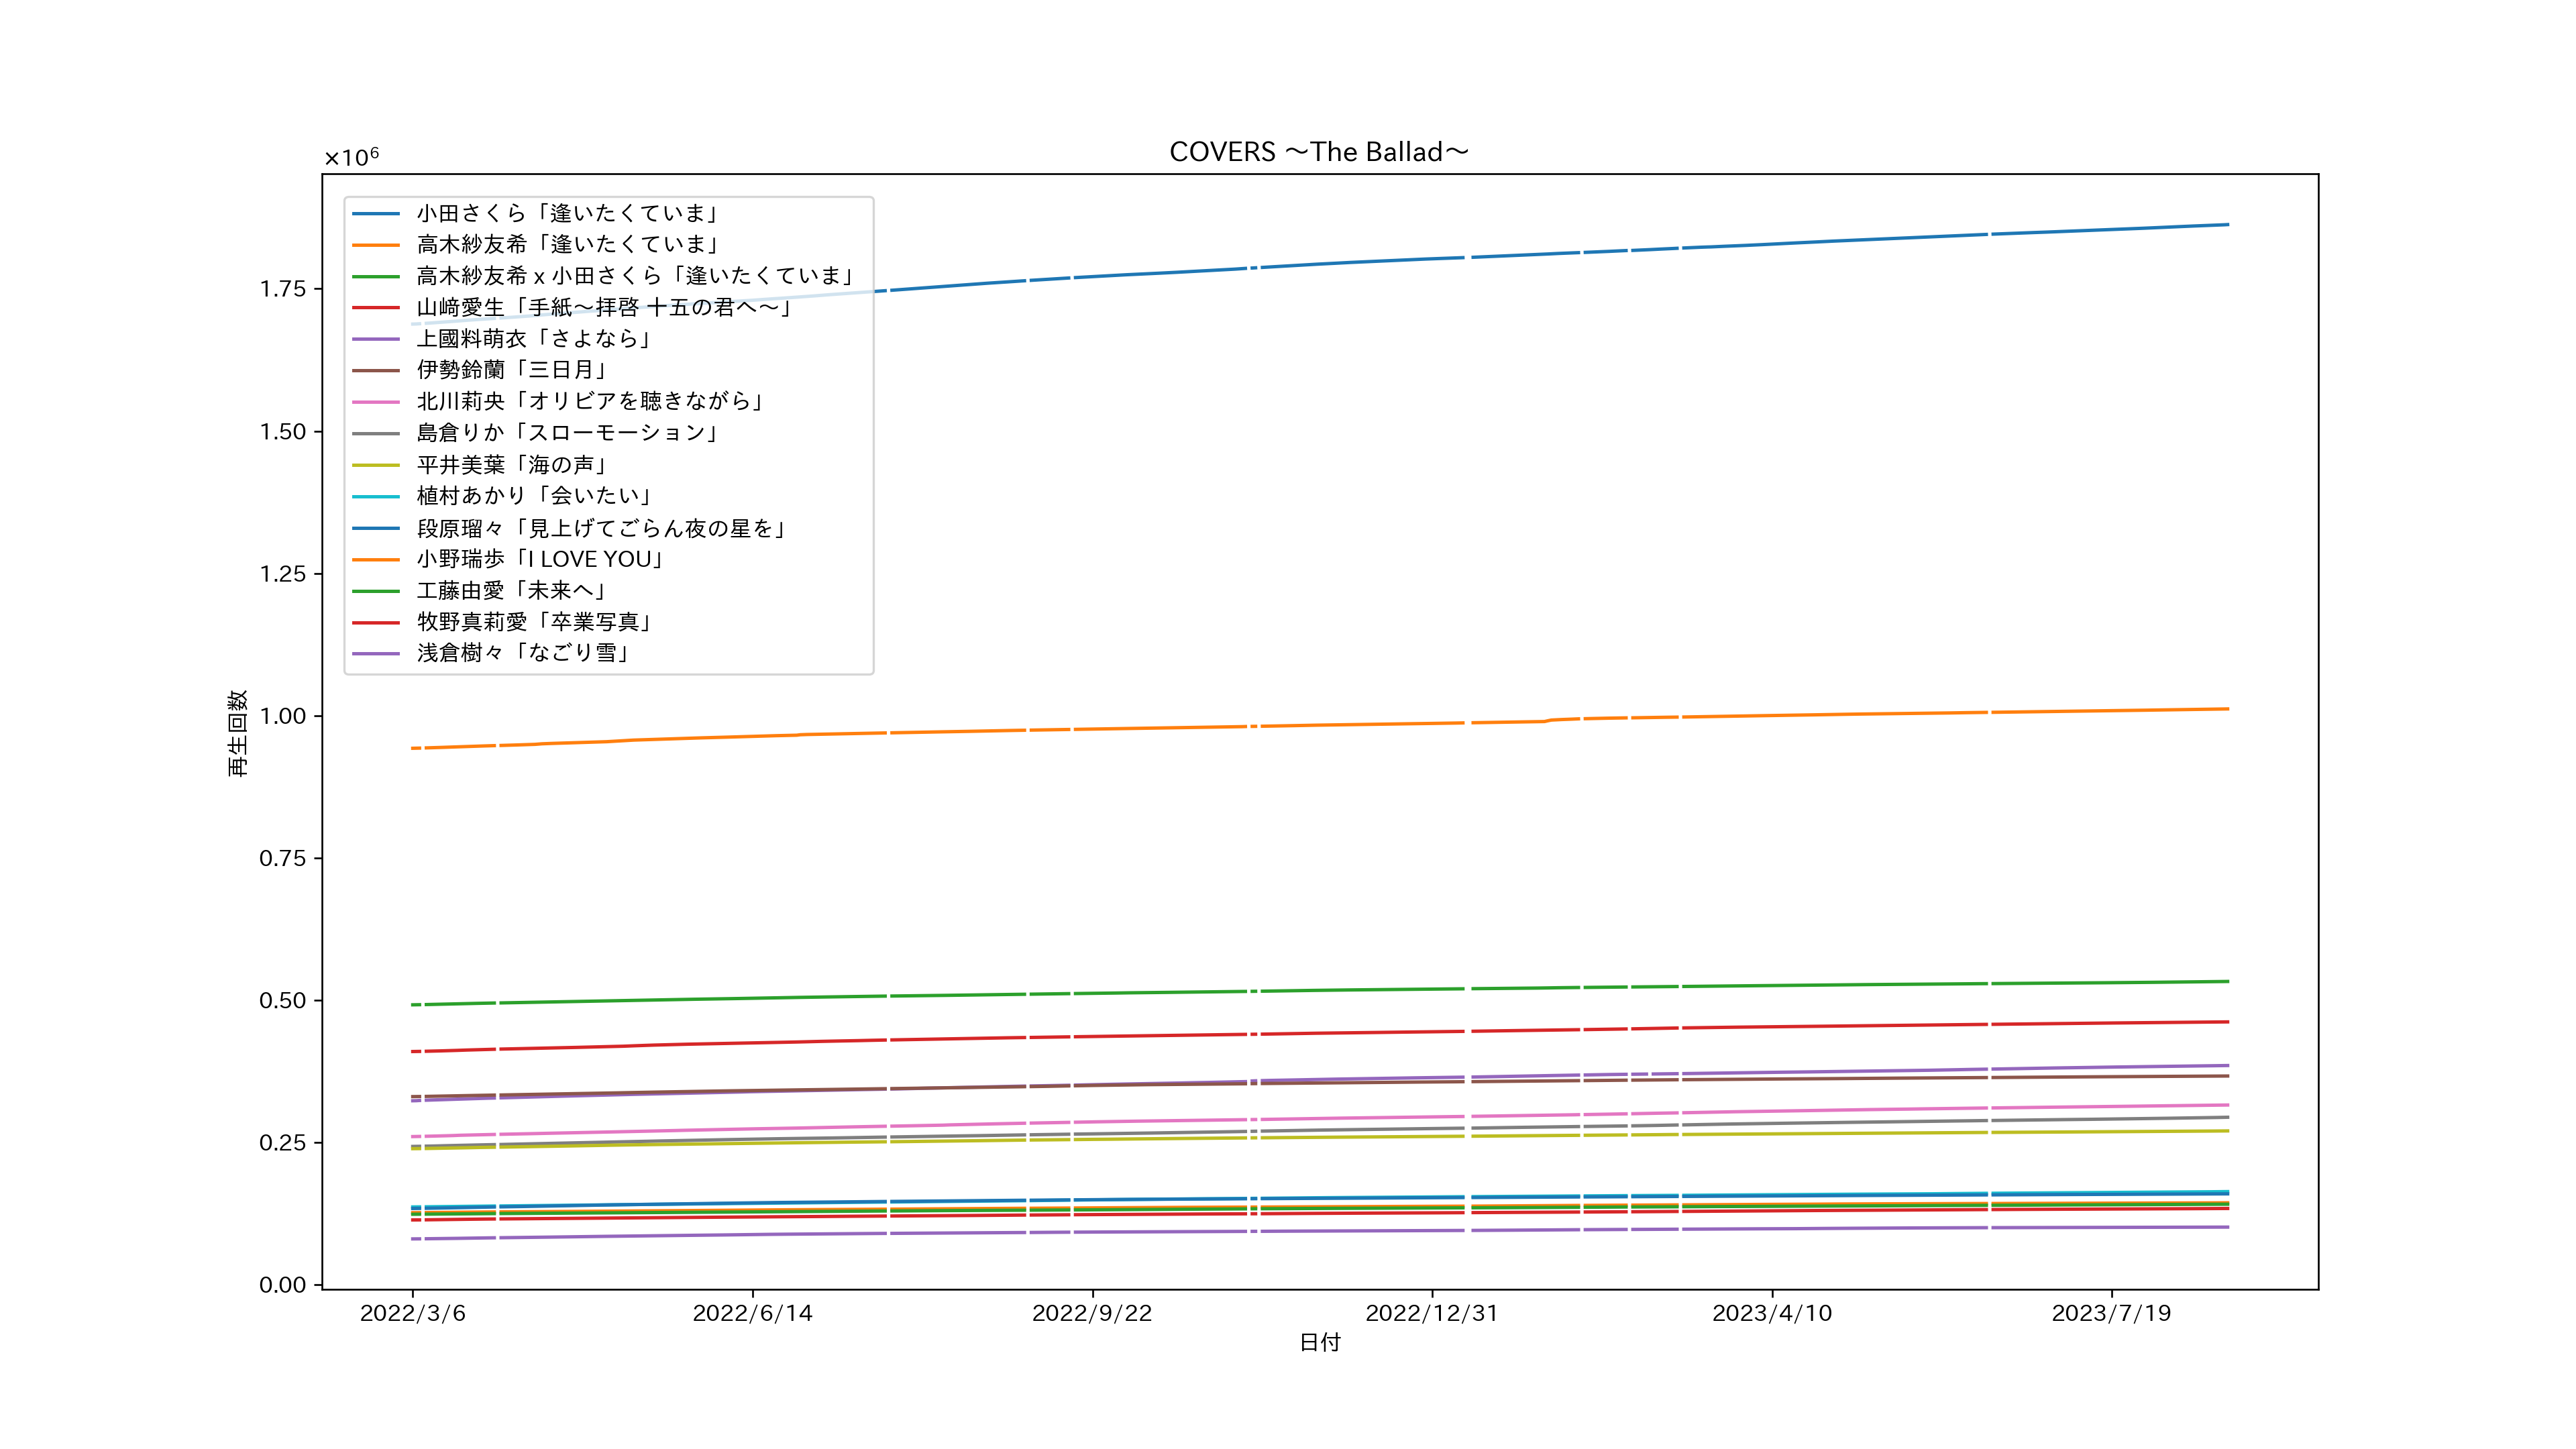 COVERS ～The Ballad～
×10⁶
小田さくら「逢いたくていま」
高木紗友希「逢いたくていま」
高木紗友希 x 小田さくら「逢いたくていま」
山﨑愛生「手紙～拝啓 十五の君へ～」
上國料萌衣「さよなら」
伊勢鈴蘭「三日月」
北川莉央「オリビアを聴きながら」
島倉りか「スローモーション」
平井美葉「海の声」
植村あかり「会いたい」
段原瑠々「見上げてごらん夜の星を」
小野瑞歩「I LOVE YOU」
工藤由愛「未来へ」
牧野真莉愛「卒業写真」
浅倉樹々「なごり雪」
1.75
1.50
1.25
1.00
0.75
0.50
0.25
0.00
再生回数
2022/3/6
2022/6/14
2022/9/22
2022/12/31
2023/4/10
2023/7/19
日付